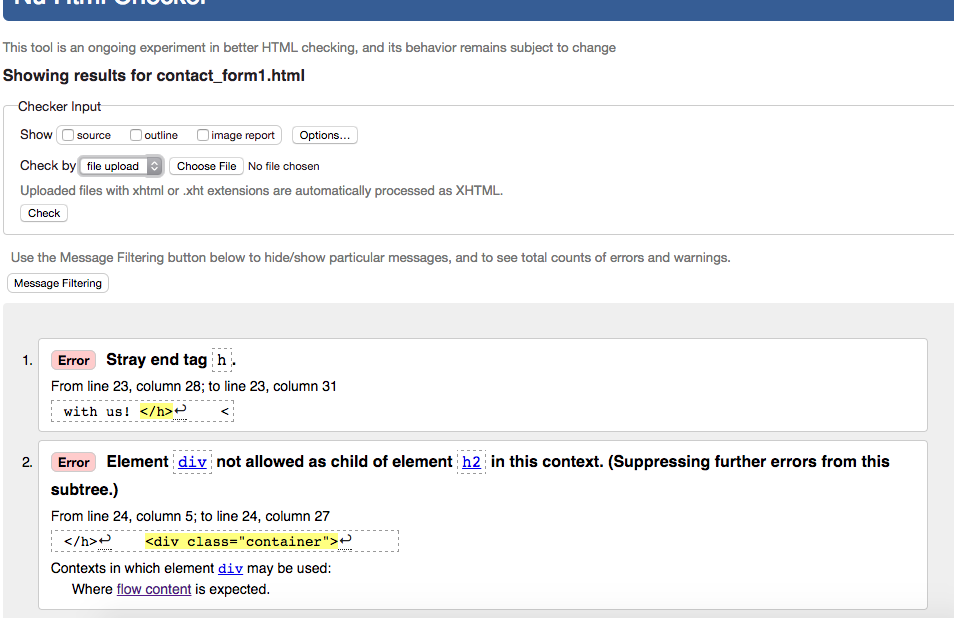 Nu Html Checker
This tool is an ongoing experiment in better HTML checking, and its behavior remains subject to change
Showing results for contact_form1.html
Checker Input
Show source outline image report Options...
Check by file upload Choose File No file chosen
Uploaded files with xhtml or .xht extensions are automatically processed as XHTML.
Check
Use the Message Filtering button below to hide/show particular messages, and to see total counts of errors and warnings.
Message Filtering
1. Error Stray end tag h.
From line 23, column 28; to line 23, column 31
with us! </h>↩ <
2. Error Element div not allowed as child of element h2 in this context. (Suppressing further errors from this
subtree.)
From line 24, column 5; to line 24, column 27
</h>↩ <div class="container">↩
Contexts in which element div may be used:
Where flow content is expected.